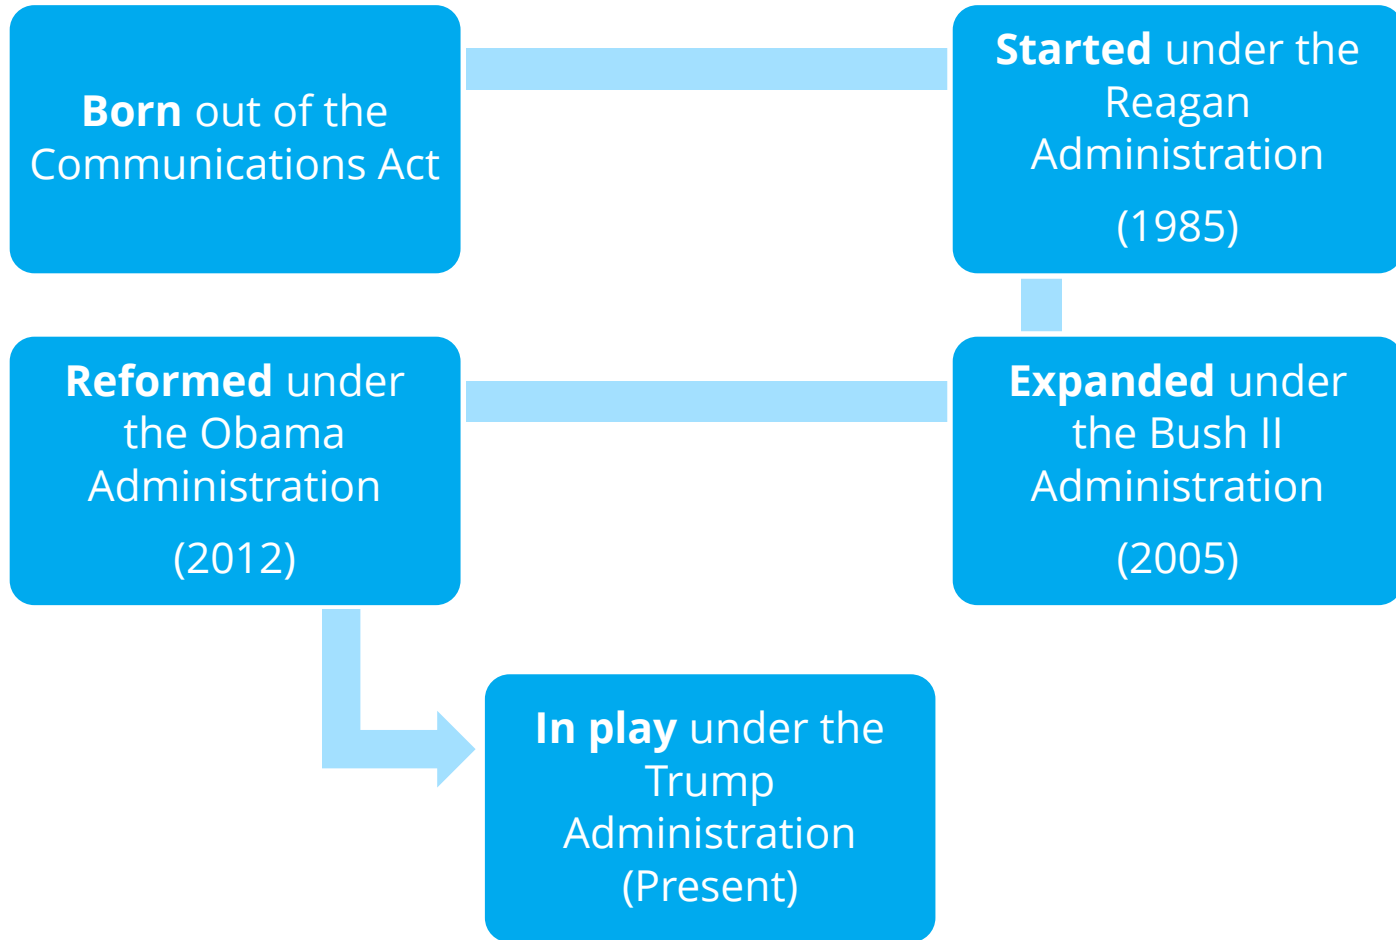 Born out of the
Communications Act
Started under the
Reagan
Administration
(1985)
Expanded under
the Bush II
Administration
(2005)
Reformed under
the Obama
Administration
(2012)
In play under the
Trump
Administration
(Present)